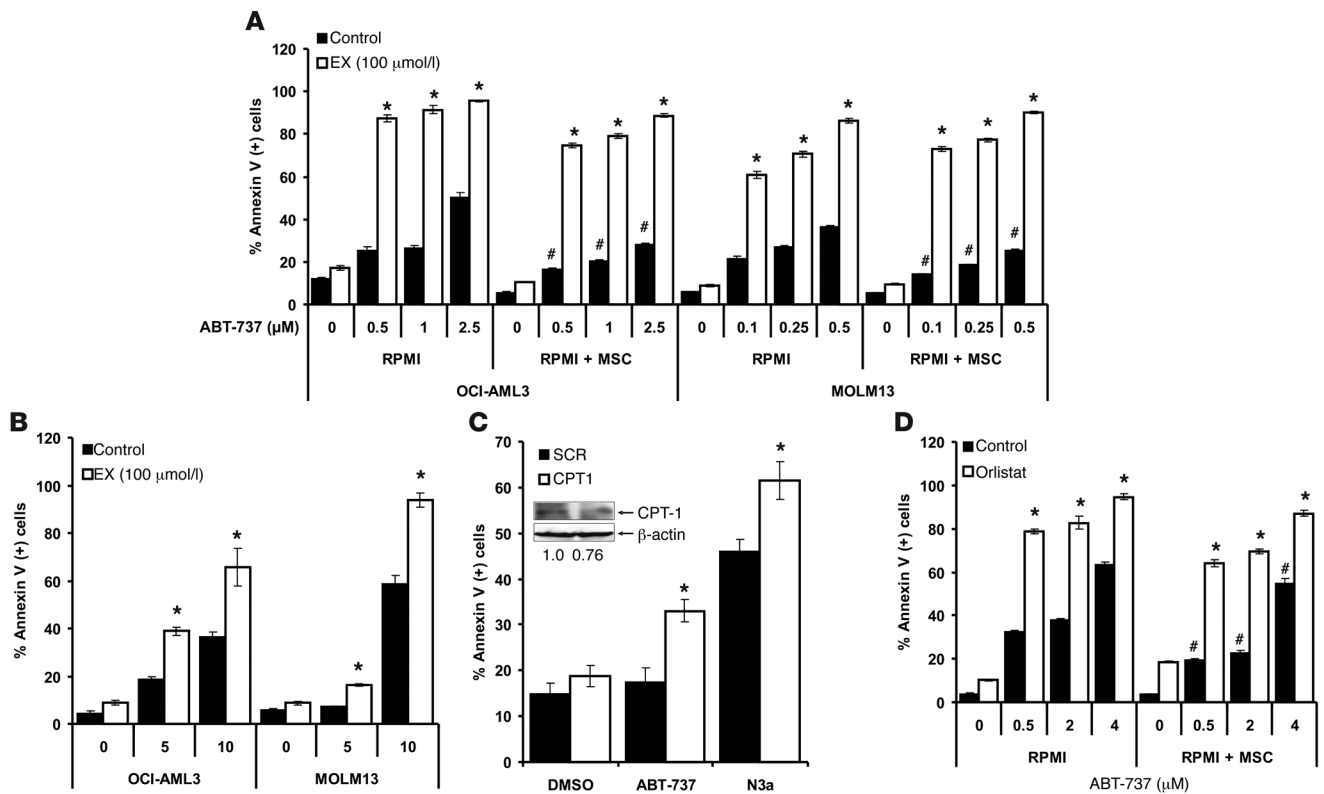 A
Control
EX (100 µmol/l)
% Annexin V (+) cells
120
100
80
60
40
20
0
* * * * * * * * * * * *
# # # # # #
ABT-737 (µM) 0 0.5 1 2.5 0 0.5 1 2.5 0 0.1 0.25 0.5 0 0.1 0.25 0.5
RPMI RPMI + MSC RPMI RPMI + MSC
OCI-AML3 MOLM13
B
Control
EX (100 µmol/l)
% Annexin V (+) cells
120
100
80
60
40
20
0
* * * *
0 5 10 0 5 10
OCI-AML3 MOLM13
C
SCR
CPT1
CPT-1
β-actin
1.0 0.76
% Annexin V (+) cells
70
60
50
40
30
20
10
0
* *
DMSO ABT-737 N3a
D
Control
Orlistat
% Annexin V (+) cells
120
100
80
60
40
20
0
* * * * * *
# # #
0 0.5 2 4 0 0.5 2 4
RPMI RPMI + MSC
ABT-737 (µM)